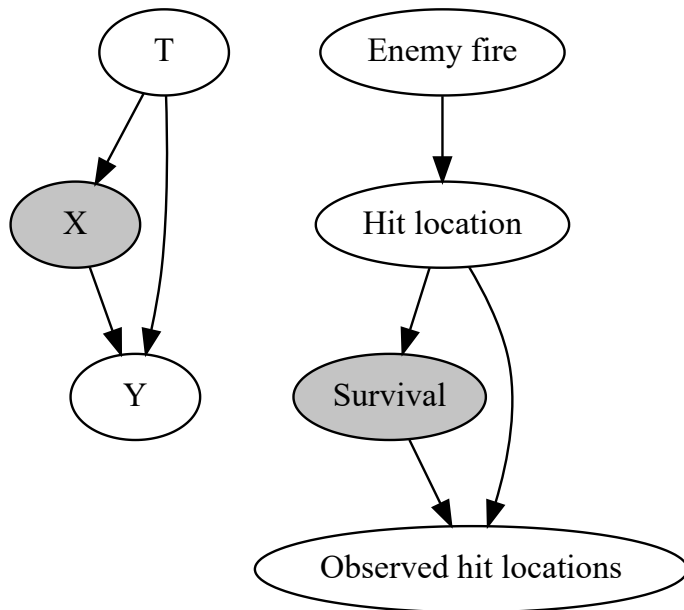 T
X
Y
Enemy fire
Hit location
Survival
Observed hit locations